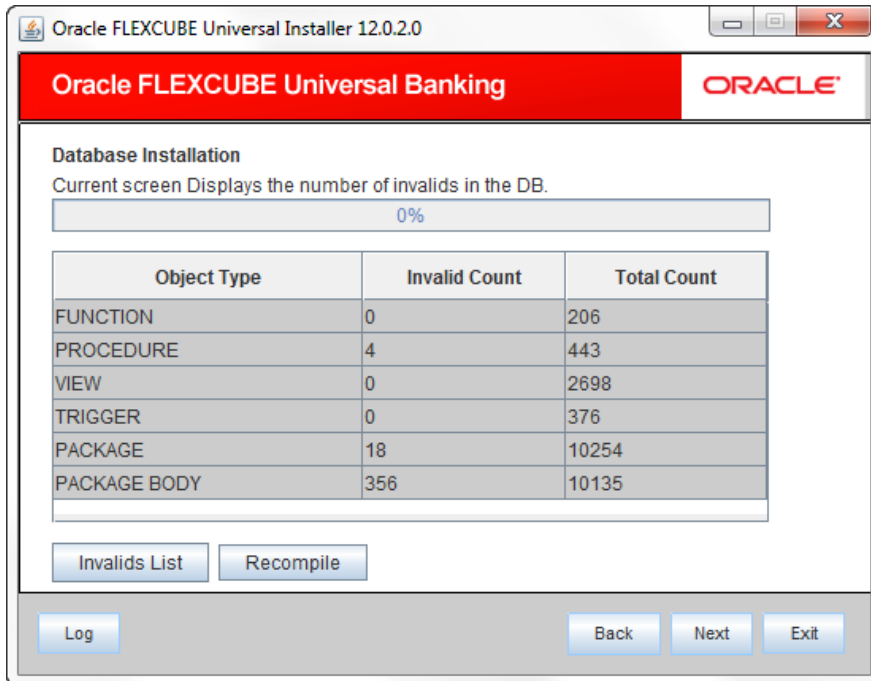 Oracle FLEXCUBE Universal Installer 12.0.2.0
Oracle FLEXCUBE Universal Banking
ORACLE
Database Installation
Current screen Displays the number of invalids in the DB.
0%
Object Type Invalid Count Total Count
FUNCTION 0 206
PROCEDURE 4 443
VIEW 0 2698
TRIGGER 0 376
PACKAGE 18 10254
PACKAGE BODY 356 10135
Invalids List Recompile
Log Back Next Exit